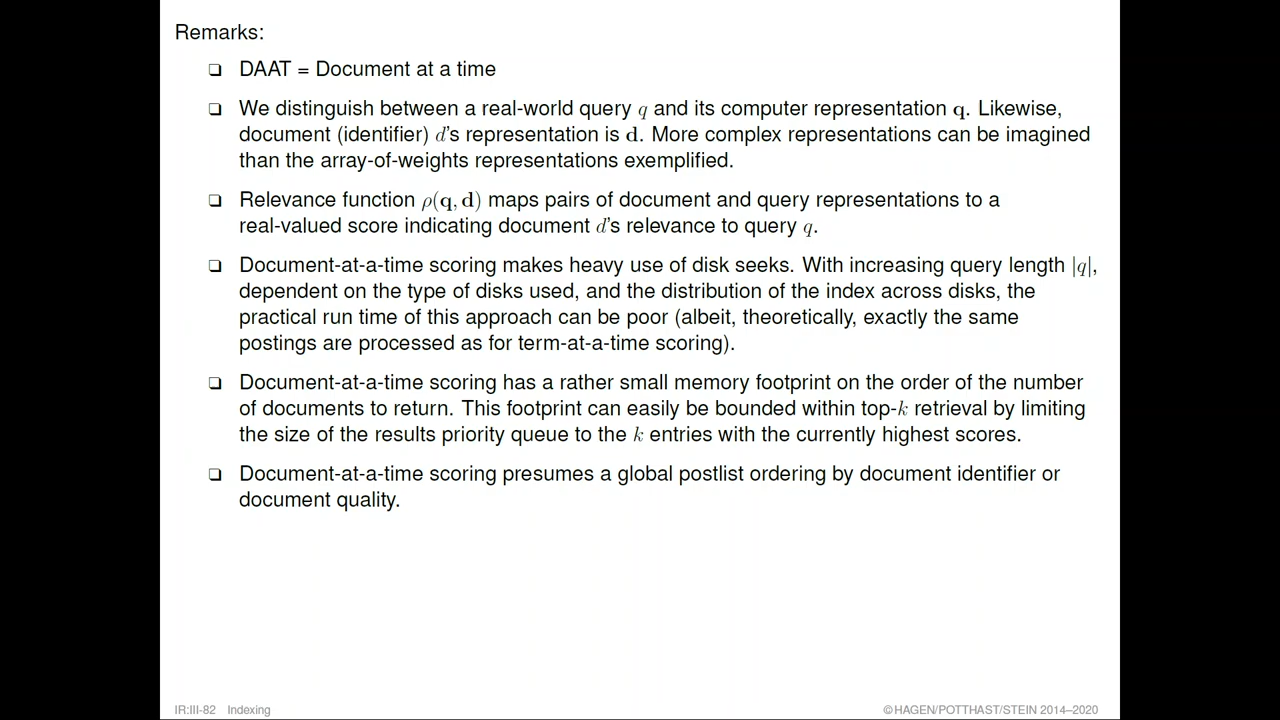 Remarks:
❑ DAAT = Document at a time
❑ We distinguish between a real-world query q and its computer representation q. Likewise,
document (identifier) d's representation is d. More complex representations can be imagined
than the array-of-weights representations exemplified.
❑ Relevance function ρ(q, d) maps pairs of document and query representations to a
real-valued score indicating document d's relevance to query q.
❑ Document-at-a-time scoring makes heavy use of disk seeks. With increasing query length |q|,
dependent on the type of disks used, and the distribution of the index across disks, the
practical run time of this approach can be poor (albeit, theoretically, exactly the same
postings are processed as for term-at-a-time scoring).
❑ Document-at-a-time scoring has a rather small memory footprint on the order of the number
of documents to return. This footprint can easily be bounded within top-k retrieval by limiting
the size of the results priority queue to the k entries with the currently highest scores.
❑ Document-at-a-time scoring presumes a global postlist ordering by document identifier or
document quality.
IR:III-82 Indexing ©HAGEN/POTTHAST/STEIN 2014–2020